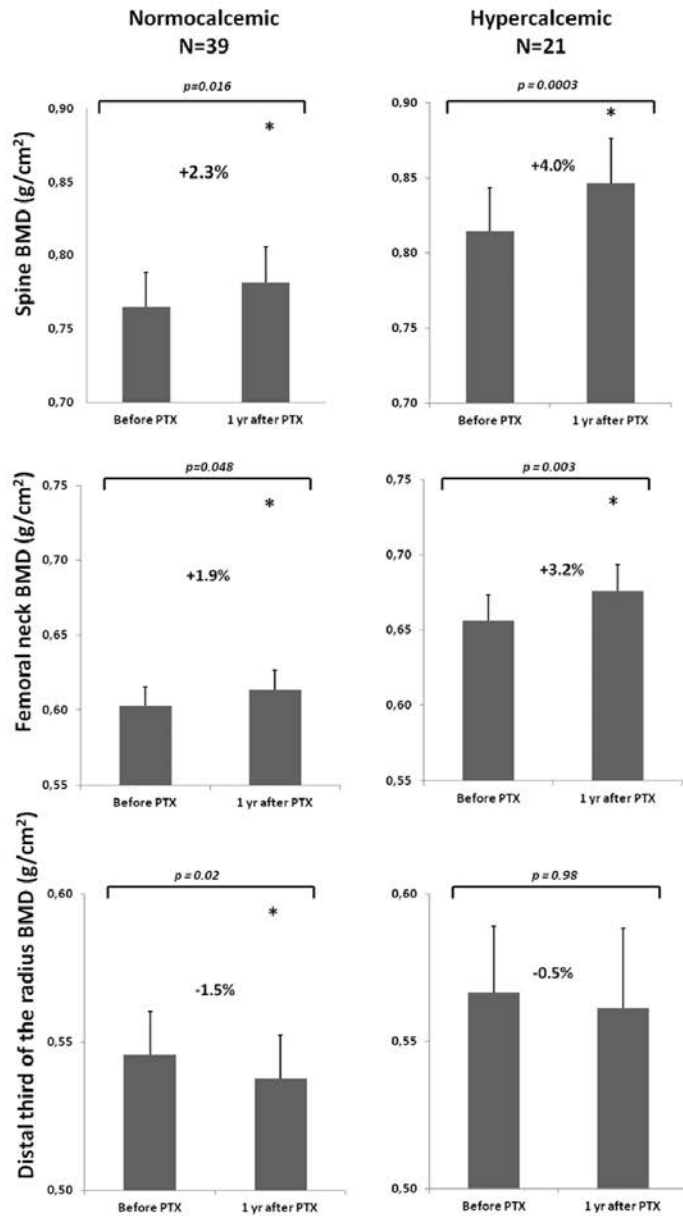 Normocalcemic
N=39
Hypercalcemic
N=21
Spine BMD (g/cm²)
p=0.016
0,90
*
+2.3%
0,85
0,80
0,75
0,70
Before PTX 1 yr after PTX
p = 0.0003
0,90
*
+4.0%
0,85
0,80
0,75
0,70
Before PTX 1 yr after PTX
Femoral neck BMD (g/cm²)
p=0.048
0,75
*
0,70
+1.9%
0,65
0,60
0,55
Before PTX 1 yr after PTX
p = 0.003
0,75
*
0,70
+3.2%
0,65
0,60
0,55
Before PTX 1 yr after PTX
Distal third of the radius BMD (g/cm²)
p = 0.02
0,60
*
-1.5%
0,55
0,50
Before PTX 1 yr after PTX
p = 0.98
0,60
-0.5%
0,55
0,50
Before PTX 1 yr after PTX